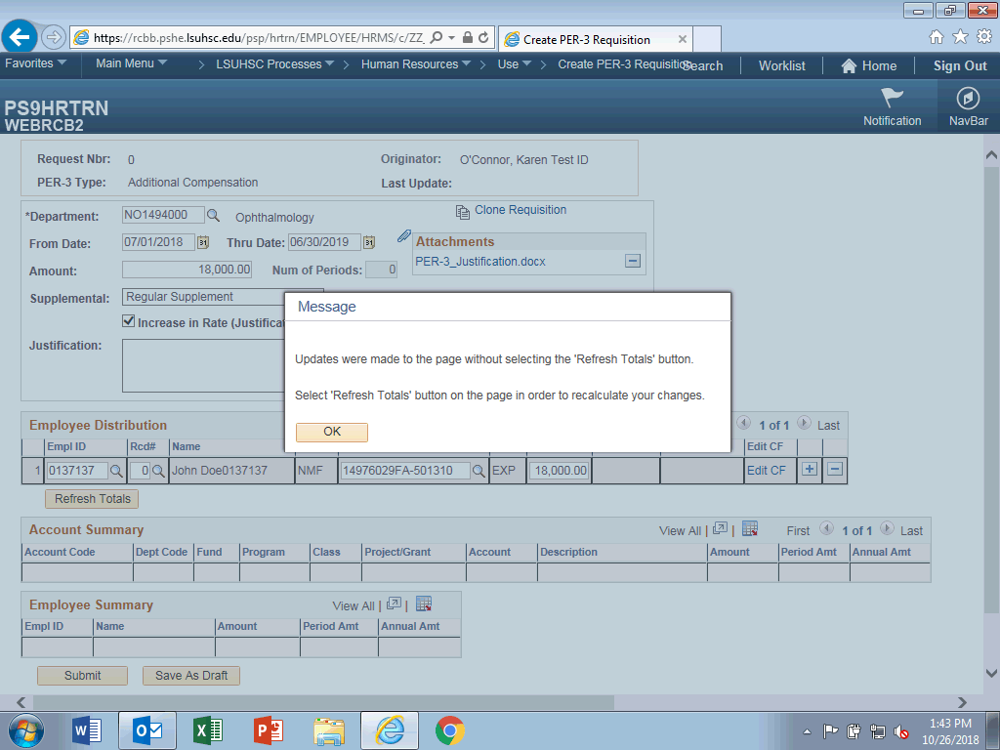 https://rcbb.pshe.lsuhsc.edu/psp/hrtrn/EMPLOYEE/HRMS/c/ZZ_
Create PER-3 Requisition
Favorites Main Menu > LSUHSC Processes > Human Resources > Use > Create PER-3 Requisition Search Worklist Home Sign Out
PS9HRTRN
WEBRCB2
Notification NavBar
Request Nbr: 0 Originator: O'Connor, Karen Test ID
PER-3 Type: Additional Compensation Last Update:
*Department: NO1494000 Ophthalmology Clone Requisition
From Date: 07/01/2018 Thru Date: 06/30/2019 Attachments
Amount: 18,000.00 Num of Periods: 0 PER-3_Justification.docx
Supplemental: Regular Supplement
Increase in Rate (Justifica
Justification:
Message
Updates were made to the page without selecting the 'Refresh Totals' button.
Select 'Refresh Totals' button on the page in order to recalculate your changes.
OK
Employee Distribution 1 of 1 Last
Empl ID Rcd# Name Edit CF
1 0137137 0 John Doe0137137 NMF 14976029FA-501310 EXP 18,000.00 Edit CF
Refresh Totals
Account Summary View All | | First 1 of 1 Last
Account Code Dept Code Fund Program Class Project/Grant Account Description Amount Period Amt Annual Amt
Employee Summary View All | |
Empl ID Name Amount Period Amt Annual Amt
Submit Save As Draft
1:43 PM
10/26/2018